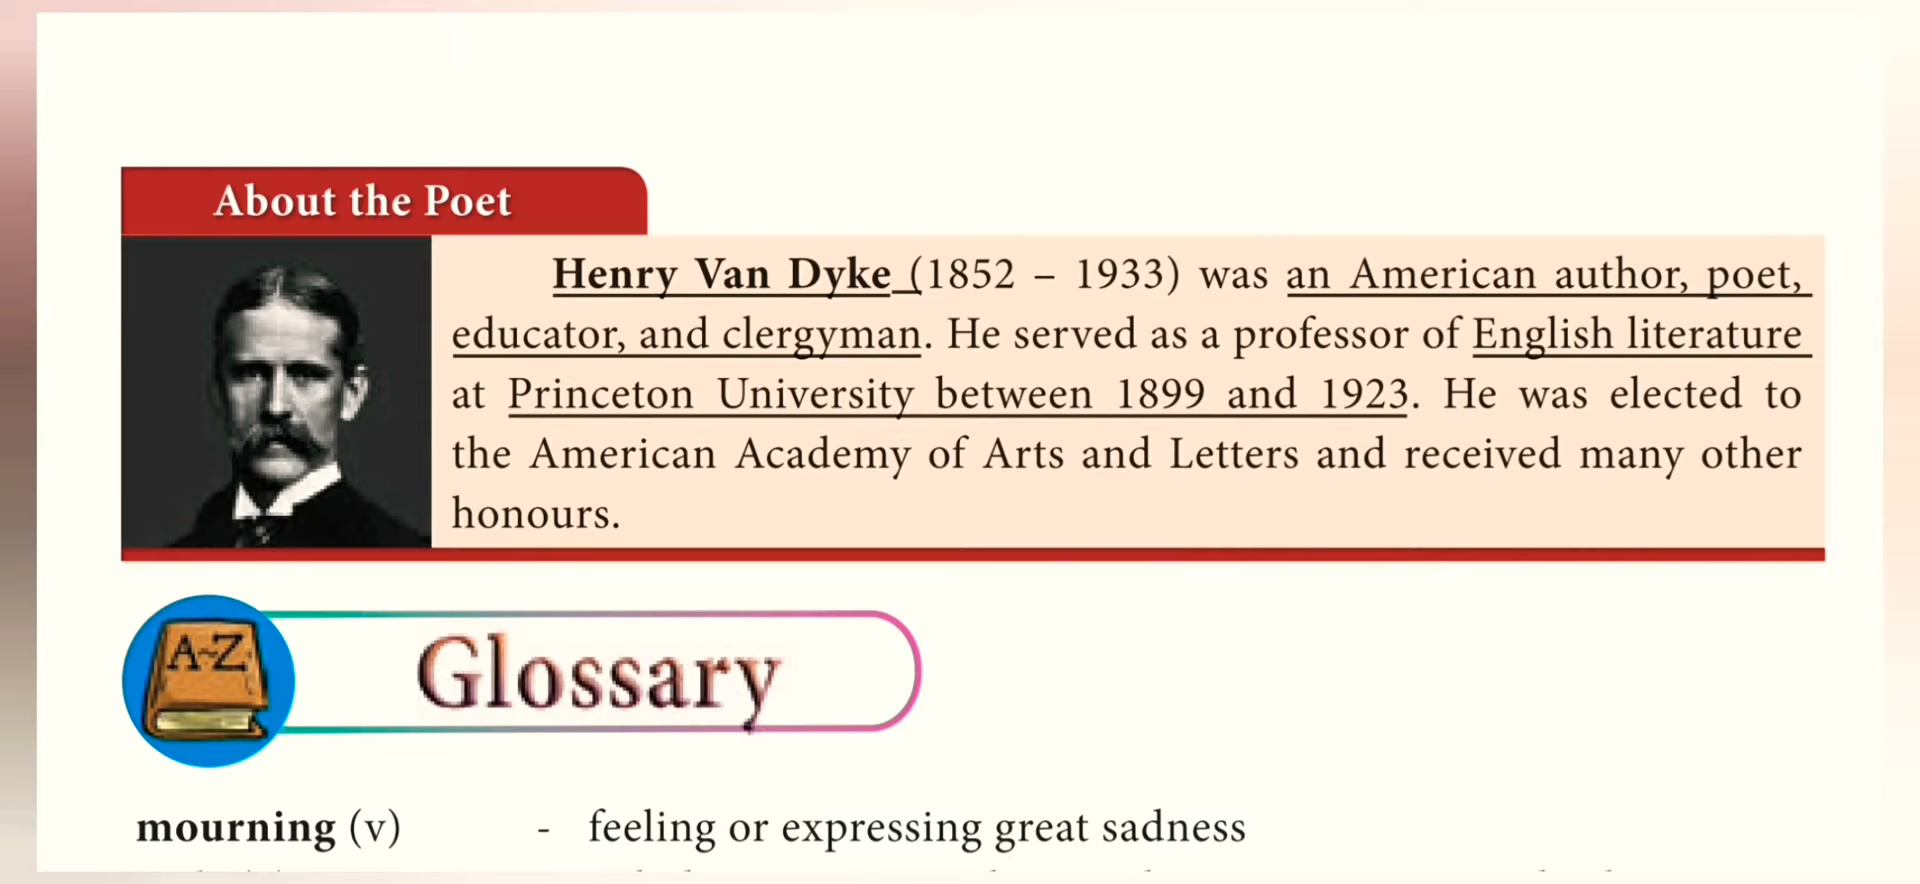 About the Poet
Henry Van Dyke (1852 – 1933) was an American author, poet,
educator, and clergyman. He served as a professor of English literature
at Princeton University between 1899 and 1923. He was elected to
the American Academy of Arts and Letters and received many other
honours.
A-Z
Glossary
mourning (v) - feeling or expressing great sadness